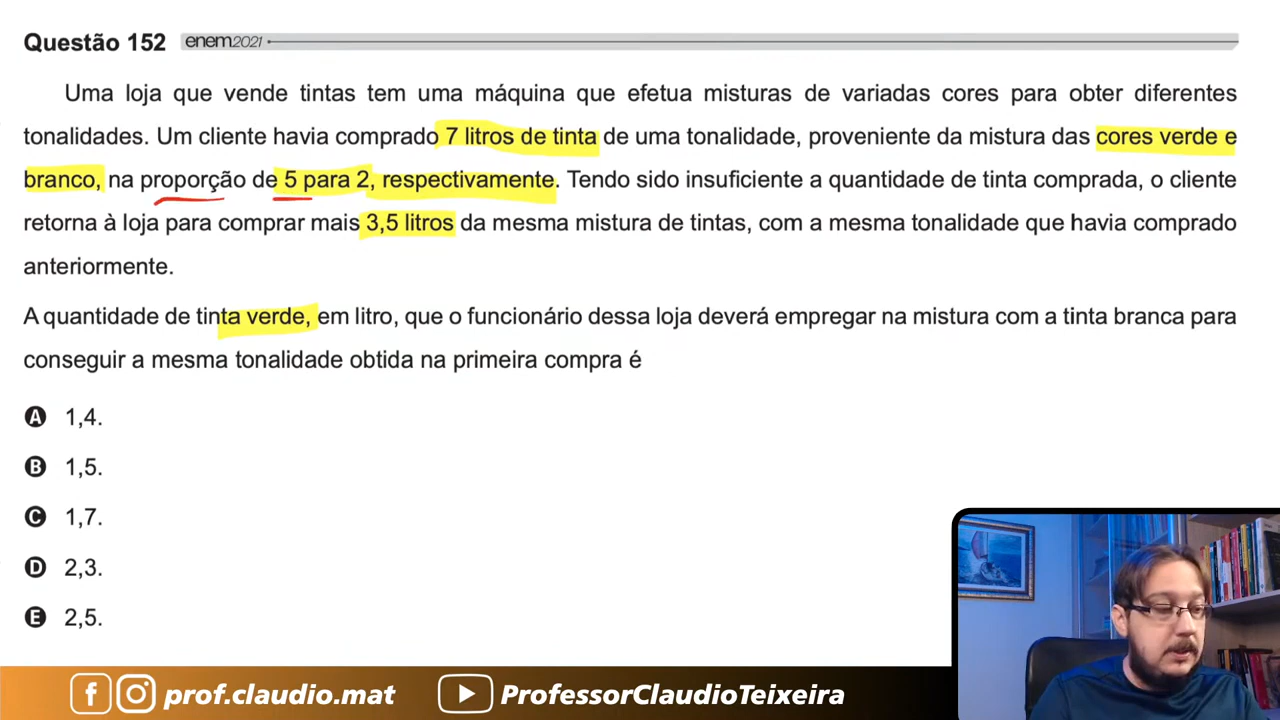 Questão 152 enem2021
Uma loja que vende tintas tem uma máquina que efetua misturas de variadas cores para obter diferentes
tonalidades. Um cliente havia comprado 7 litros de tinta de uma tonalidade, proveniente da mistura das cores verde e
branco, na proporção de 5 para 2, respectivamente. Tendo sido insuficiente a quantidade de tinta comprada, o cliente
retorna à loja para comprar mais 3,5 litros da mesma mistura de tintas, com a mesma tonalidade que havia comprado
anteriormente.
A quantidade de tinta verde, em litro, que o funcionário dessa loja deverá empregar na mistura com a tinta branca para
conseguir a mesma tonalidade obtida na primeira compra é
A 1,4.
B 1,5.
C 1,7.
D 2,3.
E 2,5.
f prof.claudio.mat ProfessorClaudioTeixeira